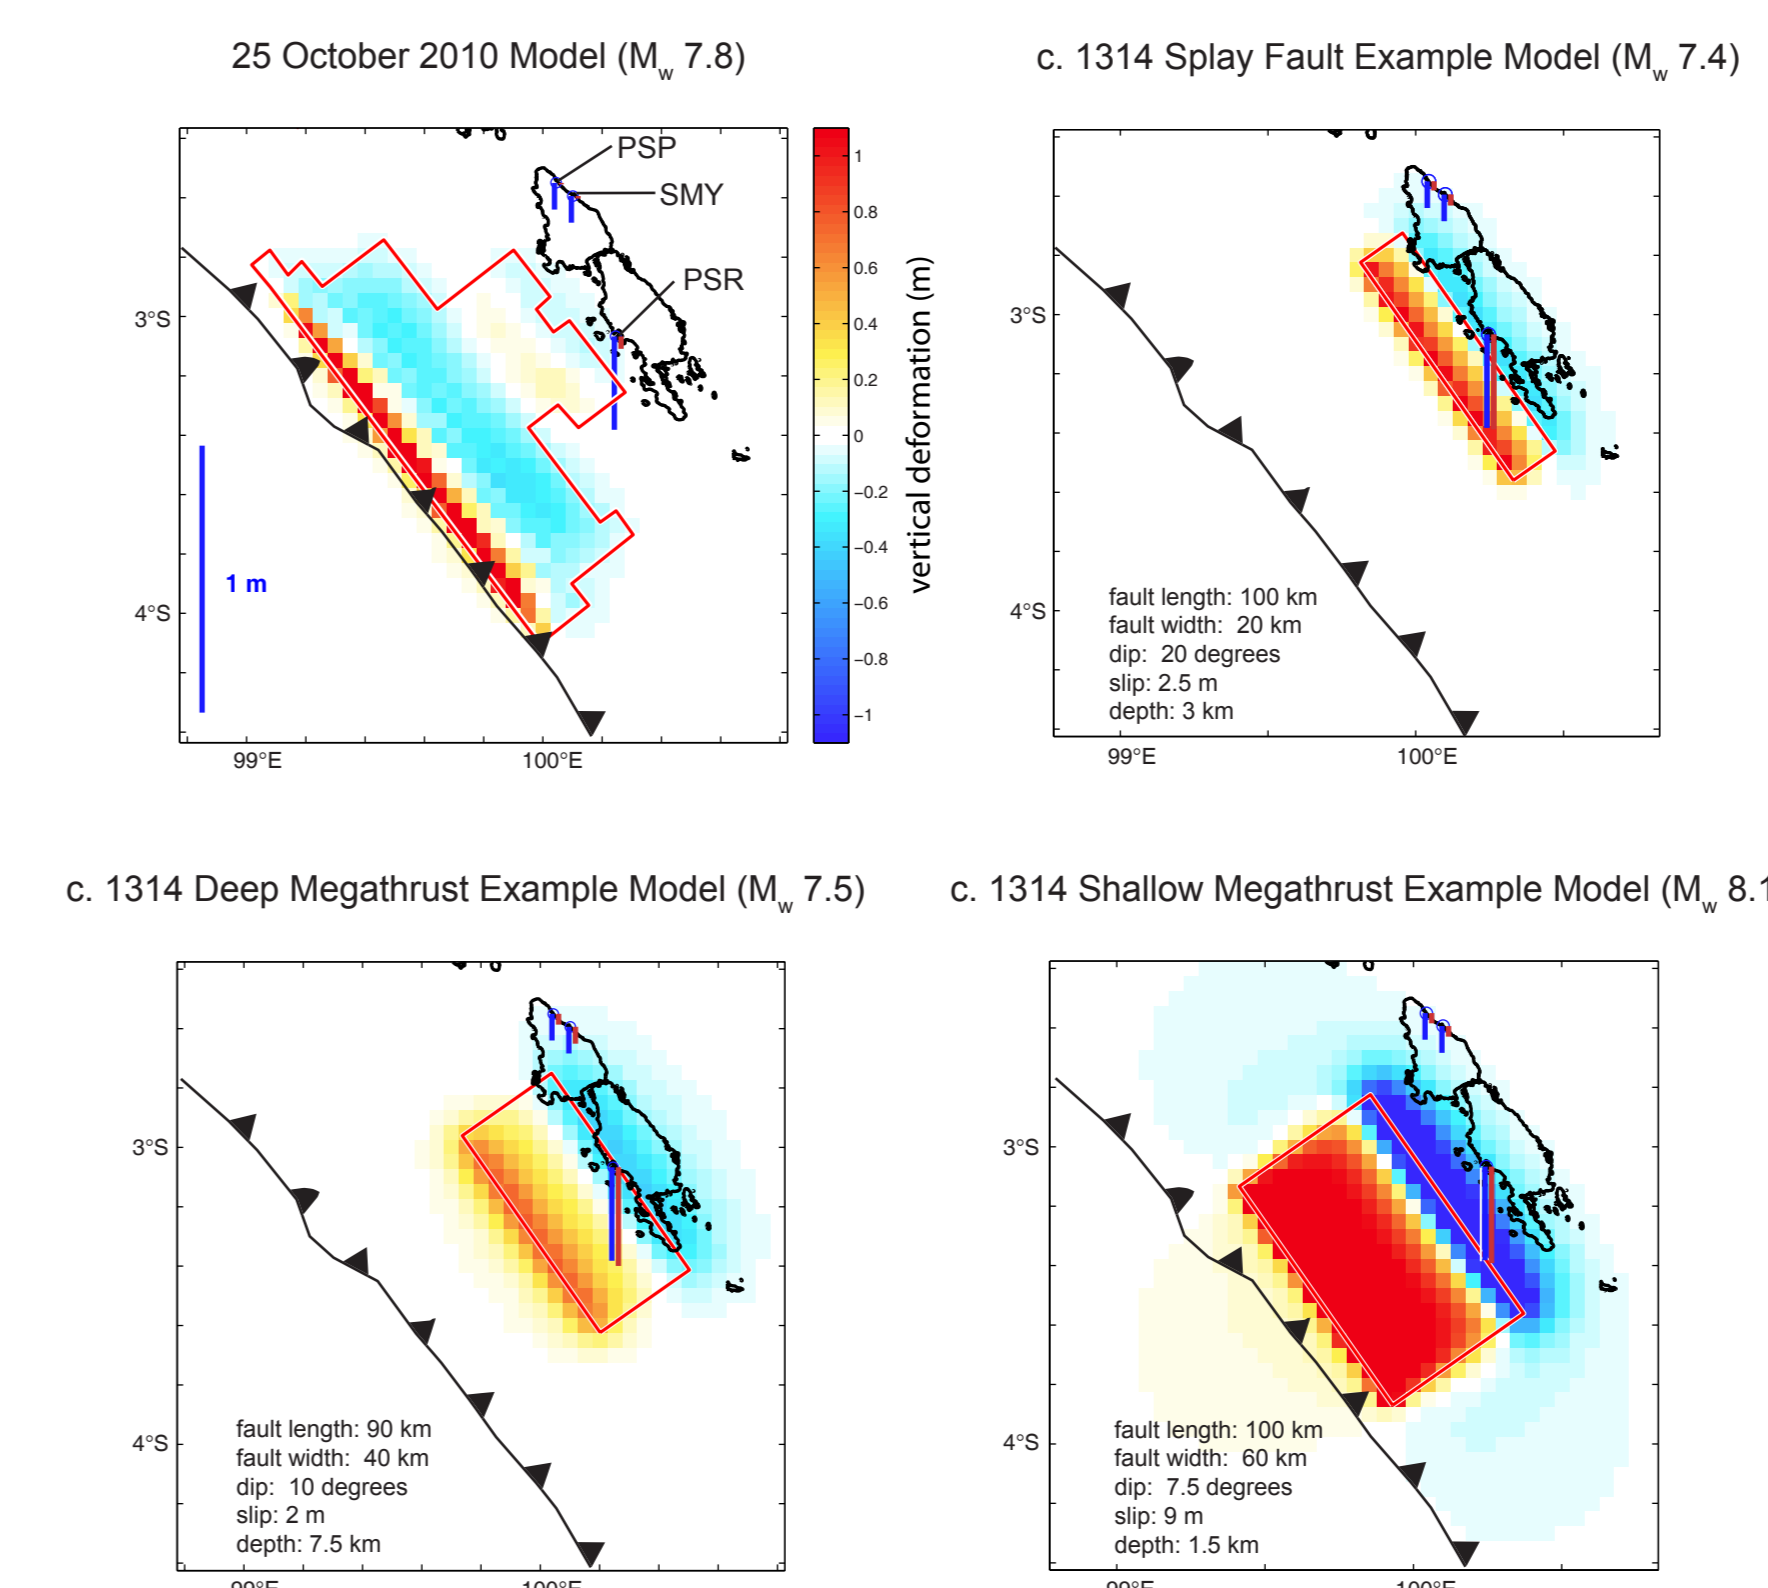 25 October 2010 Model (Mw 7.8)
PSP
SMY
PSR
3°S
4°S
1 m
99°E
100°E
1
0.8
0.6
0.4
0.2
0
−0.2
−0.4
−0.6
−0.8
−1
vertical deformation (m)
c. 1314 Splay Fault Example Model (Mw 7.4)
3°S
4°S
fault length: 100 km
fault width: 20 km
dip: 20 degrees
slip: 2.5 m
depth: 3 km
99°E
100°E
c. 1314 Deep Megathrust Example Model (Mw 7.5)
3°S
4°S
fault length: 90 km
fault width: 40 km
dip: 10 degrees
slip: 2 m
depth: 7.5 km
99°E
100°E
c. 1314 Shallow Megathrust Example Model (Mw 8.1
3°S
4°S
fault length: 100 km
fault width: 60 km
dip: 7.5 degrees
slip: 9 m
depth: 1.5 km
99°E
100°E